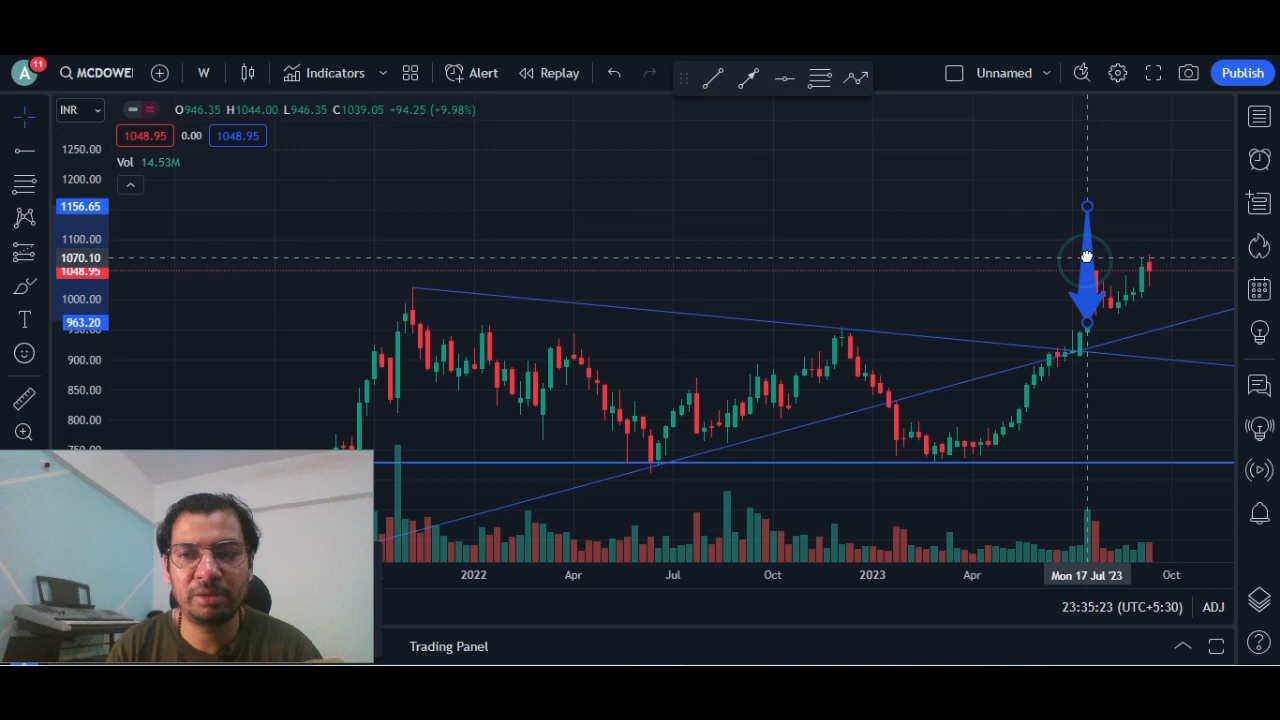 A 11 MCDOWE W Indicators Alert Replay Unnamed Publish
INR O946.35 H1044.00 L946.35 C1039.05 +94.25 (+9.98%)
1048.95 0.00 1048.95
Vol 14.53M
1250.00
1200.00
1156.65
1100.00
1070.10
1048.95
1000.00
963.20
900.00
850.00
800.00
2022 Apr Jul Oct 2023 Apr Mon 17 Jul '23 Oct
23:35:23 (UTC+5:30) ADJ
Trading Panel
T